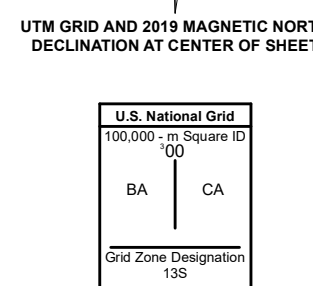 UTM GRID AND 2019 MAGNETIC NORT
DECLINATION AT CENTER OF SHEET
U.S. National Grid
100,000 - m Square ID
³00
BA CA
Grid Zone Designation
13S